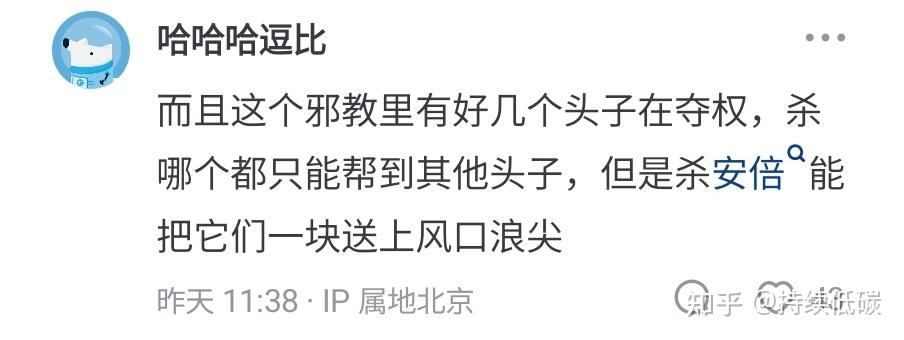 哈哈哈逗比
而且这个邪教里有好几个头子在夺权，杀
哪个都只能帮到其他头子，但是杀安倍能
把它们一块送上风口浪尖
昨天 11:38 · IP 属地北京
知乎 @持续低碳